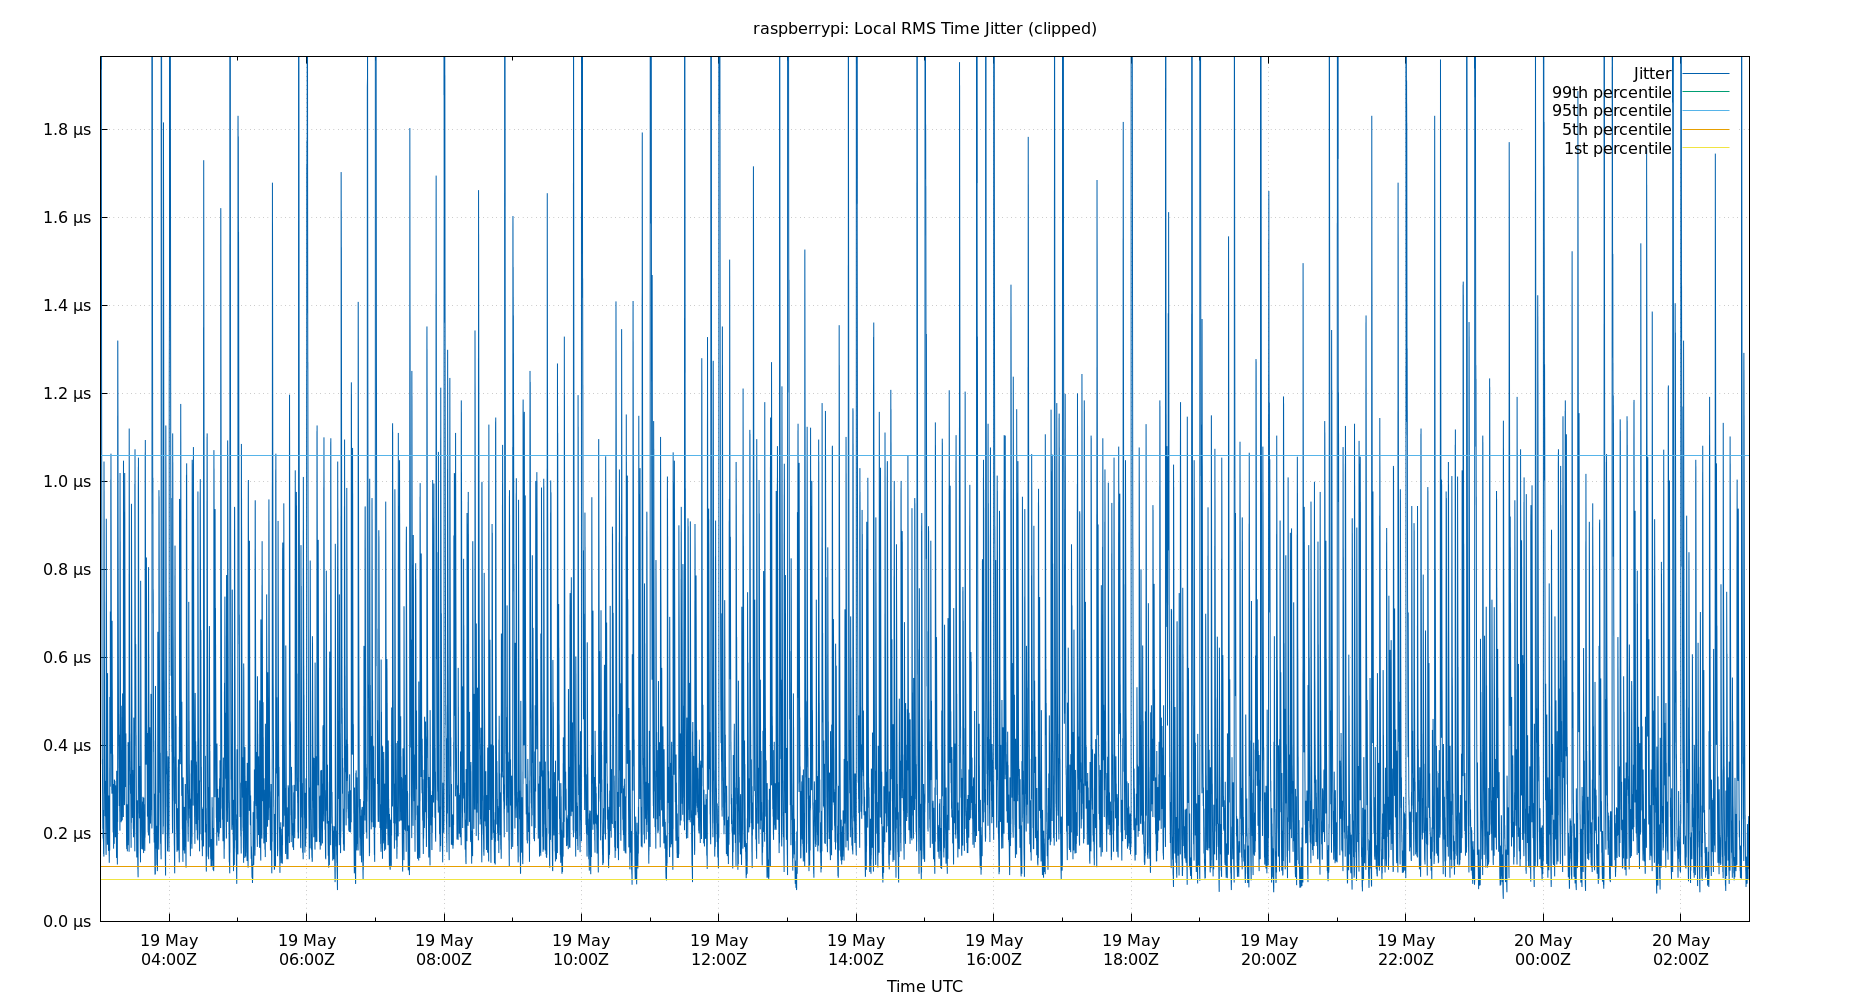 raspberrypi: Local RMS Time Jitter (clipped)
Jitter
99th percentile
95th percentile
5th percentile
1st percentile
1.8 μs
1.6 μs
1.4 μs
1.2 μs
1.0 μs
0.8 μs
0.6 μs
0.4 μs
0.2 μs
0.0 μs
19 May 19 May 19 May 19 May 19 May 19 May 19 May 19 May 19 May 19 May 20 May 20 May
04:00Z 06:00Z 08:00Z 10:00Z 12:00Z 14:00Z 16:00Z 18:00Z 20:00Z 22:00Z 00:00Z 02:00Z
Time UTC